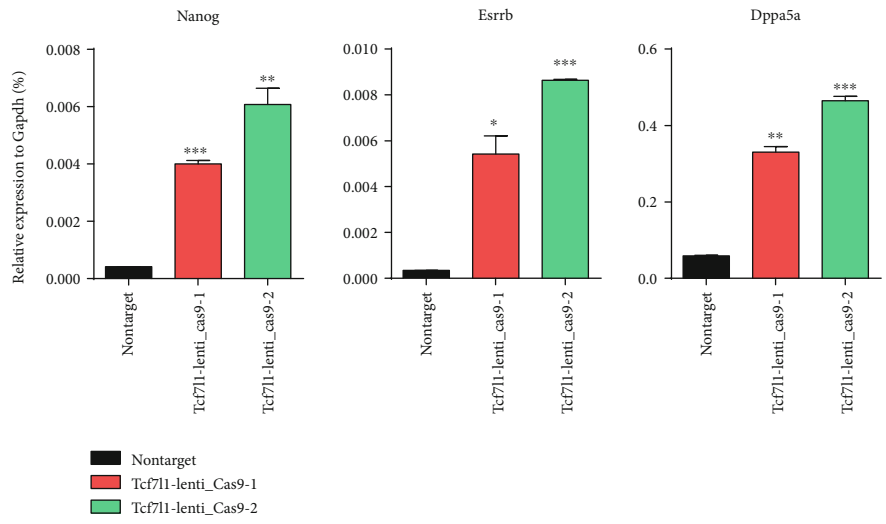 Nanog
Esrrb
Dppa5a
Relative expression to Gapdh (%)
0.008
0.006
0.004
0.002
0.000
***
**
Nontarget
Tcf7l1-lenti_cas9-1
Tcf7l1-lenti_cas9-2
0.010
0.008
0.006
0.004
0.002
0.000
*
***
Nontarget
Tcf7l1-lenti_cas9-1
Tcf7l1-lenti_cas9-2
0.6
0.4
0.2
0.0
**
***
Nontarget
Tcf7l1-lenti_cas9-1
Tcf7l1-lenti_cas9-2
Nontarget
Tcf7l1-lenti_Cas9-1
Tcf7l1-lenti_Cas9-2